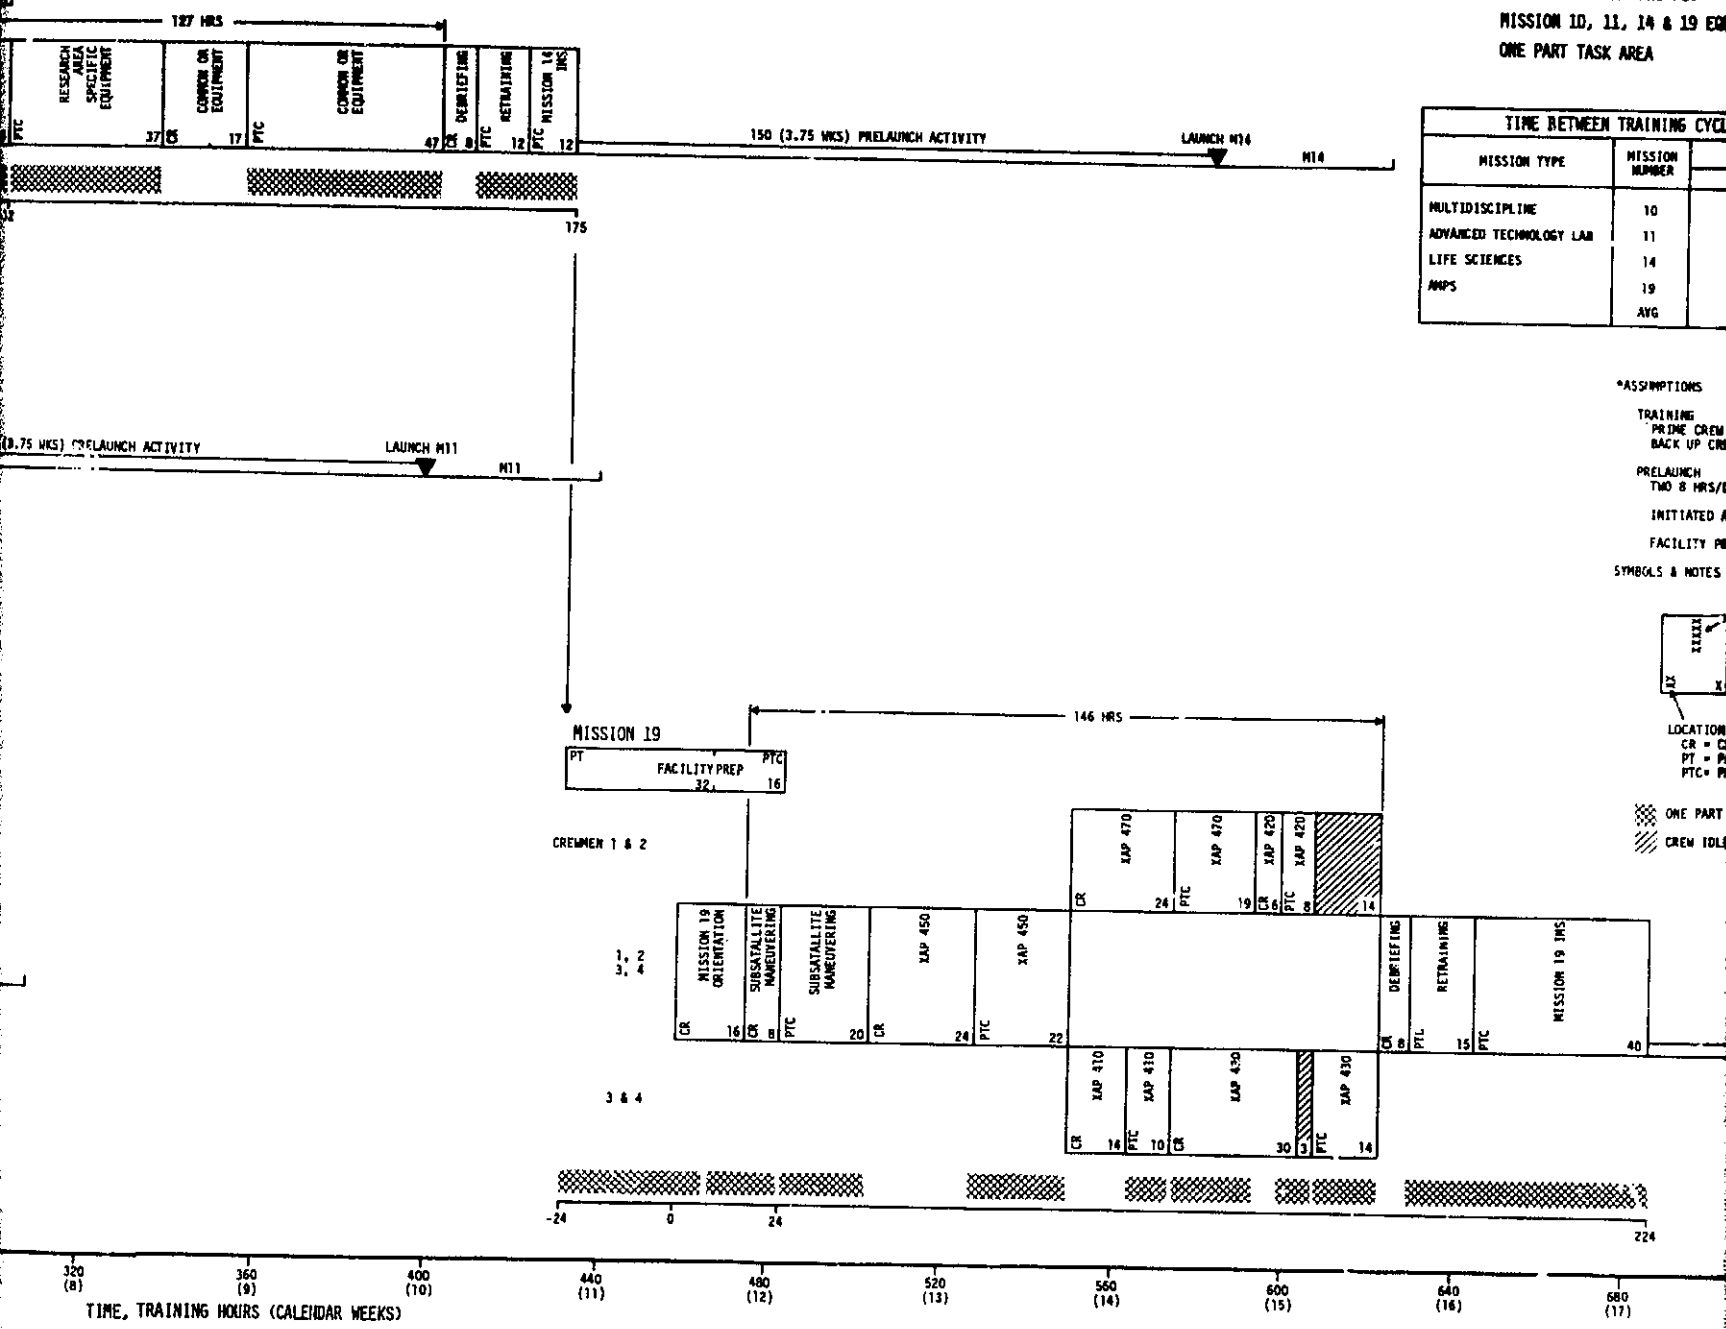 127 HRS
MISSION 10, 11, 14 & 19
ONE PART TASK AREA
RESEARCH
AREA
SPECIFIC
EQUIPMENT
PTC
37
COMMON OR
EQUIPMENT
17
COMMON OR
EQUIPMENT
PTC
47
DEBRIEFING
CR 8
RETRAINING
PTC
12
MISSION 14
IMS
PTC
12
150 (3.75 WKS) PRELAUNCH ACTIVITY
LAUNCH M14
M14
175
TIME BETWEEN TRAINING
MISSION TYPE
MISSION
NUMBER
MULTIDISCIPLINE 10
ADVANCED TECHNOLOGY LAB 11
LIFE SCIENCES 14
AMPS 19
AVG
(3.75 WKS) PRELAUNCH ACTIVITY
LAUNCH M11
M11
*ASSUMPTIONS
TRAINING
PRIME CREW
BACK UP
PRELAUNCH
TWO 8
INITIATED
FACILITY
SYMBOLS & NOTES
XXXXX
XX
X
LOCATION
CR =
PT =
PTC=
ONE PART
CREW
146 HRS
MISSION 19
PT
FACILITY PREP
32
PTC
16
CREWMEN 1 & 2
XAP 470
CR
24
XAP 470
PTC
19
XAP 420
CR 6
XAP 420
PTC
8
14
1, 2
3, 4
MISSION 19
ORIENTATION
CR
16
SUBSATALLITE
MANEUVERING
CR
8
SUBSATALLITE
MANEUVERING
PTC
20
XAP 450
CR
24
XAP 450
PTC
22
DEBRIEFING
CR 8
RETRAINING
PTL
15
MISSION 19 IMS
PTC
40
3 & 4
XAP 410
CR
14
XAP 410
PTC
10
XAP 430
CR
30
3
XAP 430
PTC
14
-24 0 24 224
320 360 400 440 480 520 560 600 640 680
(8) (9) (10) (11) (12) (13) (14) (15) (16) (17)
TIME, TRAINING HOURS (CALENDAR WEEKS)